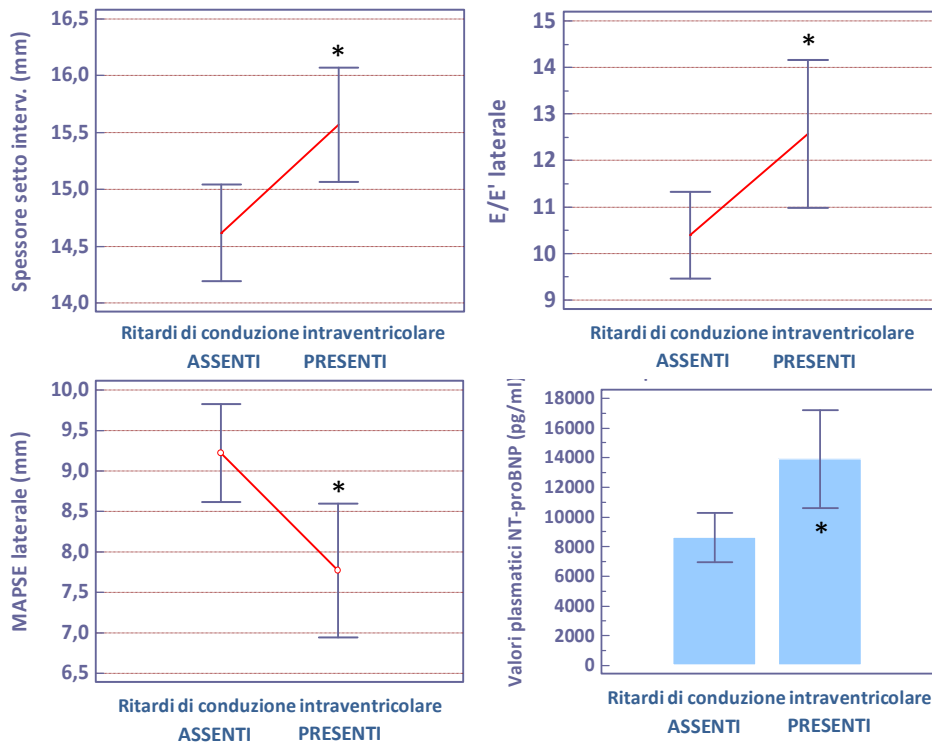 Spessore setto interv. (mm)
16,5
16,0
15,5
15,0
14,5
14,0
*
Ritardi di conduzione intraventricolare
ASSENTI PRESENTI
E/E' laterale
15
14
13
12
11
10
9
*
Ritardi di conduzione intraventricolare
ASSENTI PRESENTI
MAPSE laterale (mm)
10,0
9,5
9,0
8,5
8,0
7,5
7,0
6,5
*
Ritardi di conduzione intraventricolare
ASSENTI PRESENTI
Valori plasmatici NT-proBNP (pg/ml)
18000
16000
14000
12000
10000
8000
6000
4000
2000
0
*
Ritardi di conduzione intraventricolare
ASSENTI PRESENTI